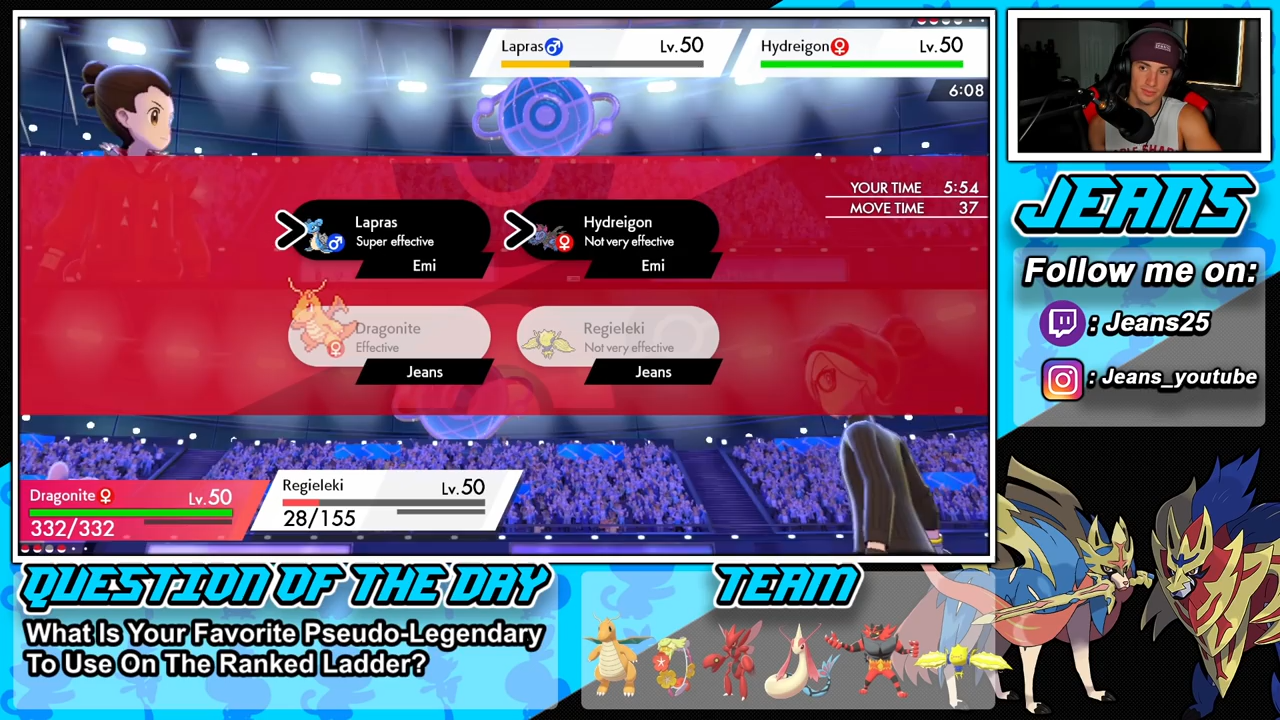 Lapras♂ Lv.50
Hydreigon♀ Lv.50
6:08
YOUR TIME 5:54
MOVE TIME 37
Lapras
Super effective
Emi
Hydreigon
Not very effective
Emi
Dragonite
Effective
Jeans
Regieleki
Not very effective
Jeans
Dragonite♀ Lv.50
332/332
Regieleki Lv.50
28/155
JEANS
Follow me on:
: Jeans25
: Jeans_youtube
QUESTION OF THE DAY
What Is Your Favorite Pseudo-Legendary
To Use On The Ranked Ladder?
TEAM